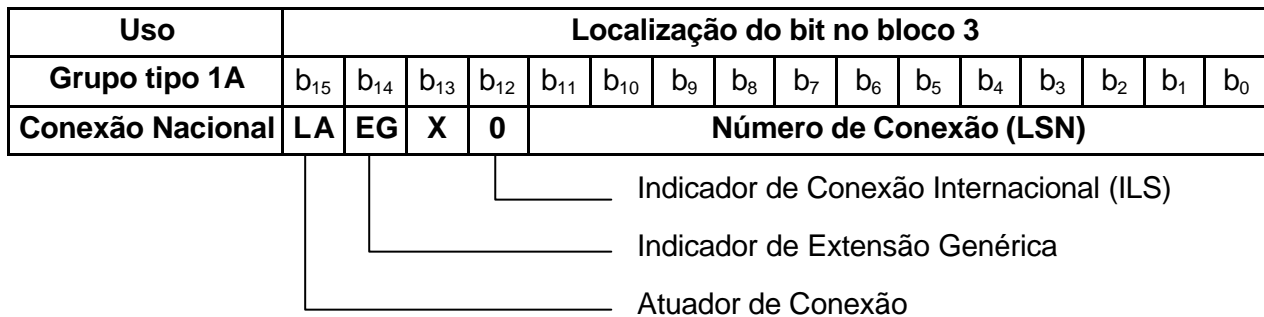 Uso Localização do bit no bloco 3
Grupo tipo 1A b15 b14 b13 b12 b11 b10 b9 b8 b7 b6 b5 b4 b3 b2 b1 b0
Conexão Nacional LA EG X 0 Número de Conexão (LSN)
Indicador de Conexão Internacional (ILS)
Indicador de Extensão Genérica
Atuador de Conexão